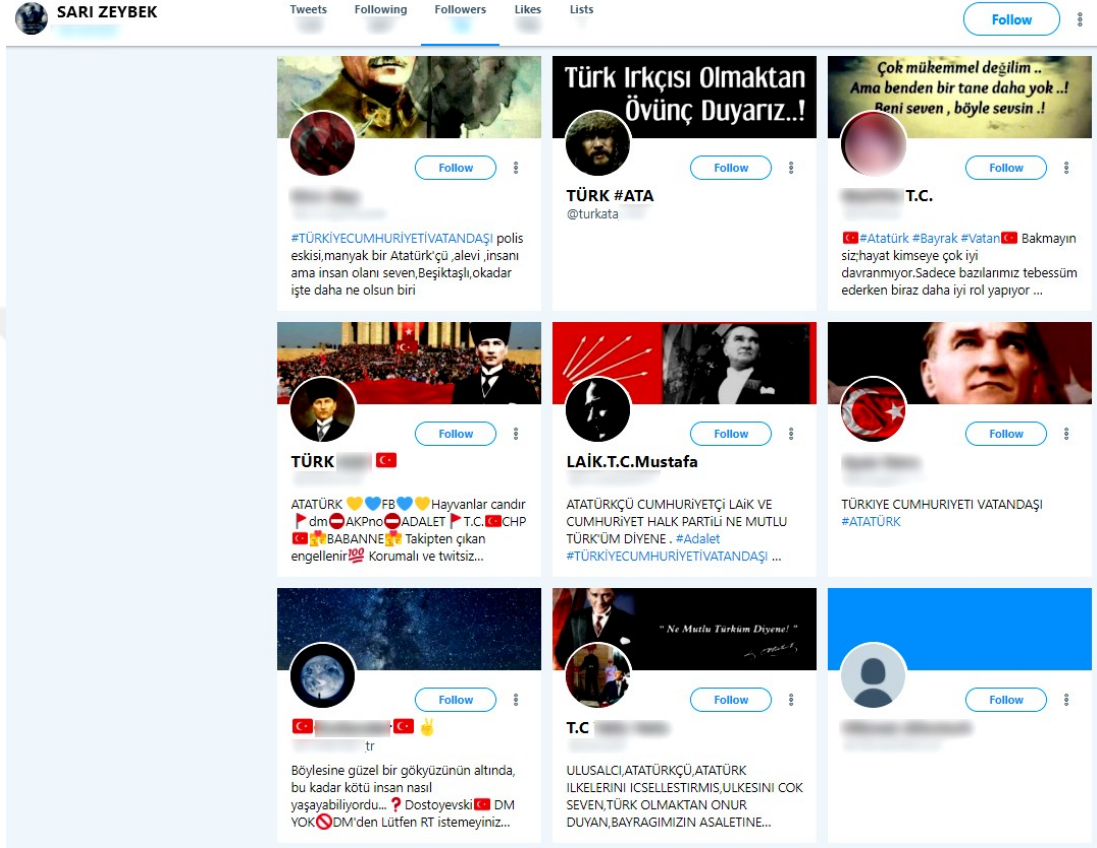 SARI ZEYBEK
Tweets Following Followers Likes Lists
Follow
Follow
#TÜRKİYECUMHURİYETİVATANDAŞI polis
eskisi,manyak bir Atatürk'çü ,alevi ,insanı
ama insan olanı seven,Beşiktaşlı,okadar
işte daha ne olsun biri
Türk Irkçısı Olmaktan
Övünç Duyarız..!
Follow
TÜRK #ATA
@turkata
Çok mükemmel değilim ..
Ama benden bir tane daha yok ..!
Beni seven , böyle sevsin .!
Follow
T.C.
#Atatürk #Bayrak #Vatan🇹🇷 Bakmayın
siz;hayat kimseye çok iyi
davranmıyor.Sadece bazılarımız tebessüm
ederken biraz daha iyi rol yapıyor ...
Follow
TÜRK
ATATÜRK 💛💙FB💙💛Hayvanlar candır
🚩dm⛔AKPno⛔ADALET🚩T.C.🇹🇷CHP
BABANNE Takipten çıkan
engellenir💯 Korumalı ve twitsiz...
Follow
LAİK.T.C.Mustafa
ATATÜRKÇÜ CUMHURİYETÇi LAiK VE
CUMHURİYET HALK PARTiLi NE MUTLU
TÜRK'ÜM DİYENE . #Adalet
#TÜRKİYECUMHURİYETİVATANDAŞI ...
Follow
TÜRKIYE CUMHURIYETI VATANDAŞI
#ATATÜRK
Follow
tr
Böylesine güzel bir gökyüzünün altında,
bu kadar kötü insan nasıl
yaşayabiliyordu... ❓ Dostoyevski🇹🇷 DM
YOK🚫DM'den Lütfen RT istemeyiniz...
" Ne Mutlu Türküm Diyene! "
Follow
T.C
ULUSALCI,ATATÜRKÇÜ,ATATÜRK
ILKELERINI ICSELLESTIRMIS,ULKESINI COK
SEVEN,TÜRK OLMAKTAN ONUR
DUYAN,BAYRAGIMIZIN ASALETINE...
Follow